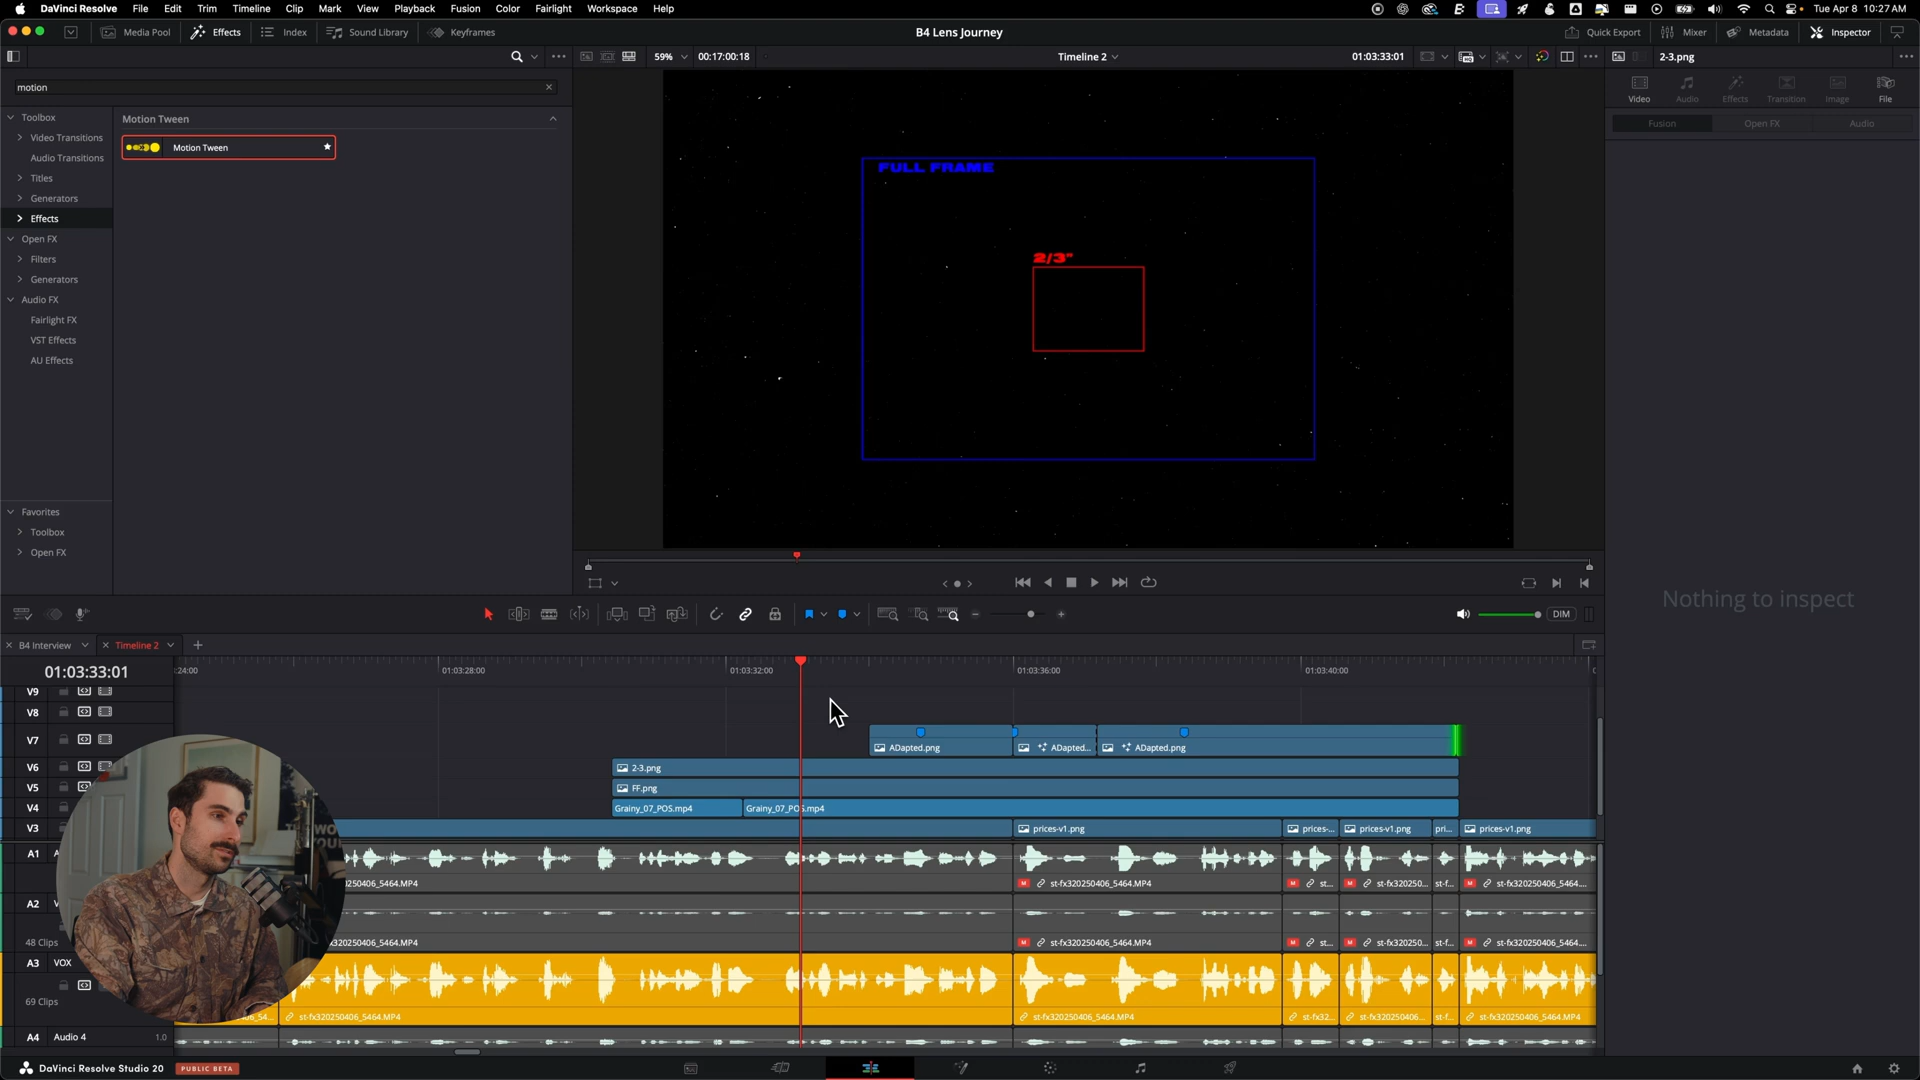 DaVinci Resolve File Edit Trim Timeline Clip Mark View Playback Fusion Color Fairlight Workspace Help Tue Apr 8 10:27 AM
Media Pool Effects Index Sound Library Keyframes B4 Lens Journey Quick Export Mixer Metadata Inspector
59% 00:17:00:18 Timeline 2 01:03:33:01 2-3.png
motion
Video Audio Effects Transition Image File
Fusion Open FX Audio
Toolbox
Video Transitions
Audio Transitions
Titles
Generators
Effects
Open FX
Filters
Generators
Audio FX
Fairlight FX
VST Effects
AU Effects
Favorites
Toolbox
Open FX
Motion Tween
Motion Tween
FULL FRAME
2/3"
Nothing to inspect
DIM
B4 Interview Timeline 2
01:03:33:01
:24:00 01:03:28:00 01:03:32:00 01:03:36:00 01:03:40:00
V9
V8
V7 ADapted.png ADapted... ADapted.png
V6 2-3.png
V5 FF.png
V4 Grainy_07_POS.mp4 Grainy_07_POS.mp4
V3 prices-v1.png prices-... prices-v1.png pri... prices-v1.png
A1
0250406_5464.MP4 st-fx320250406_5464.MP4 st... st-fx320250... st-f... st-fx320250406_5464....
A2
48 Clips x320250406_5464.MP4 st-fx320250406_5464.MP4 st... st-fx320250... st-f... st-fx320250406_5464....
A3 VOX
69 Clips
06_54... st-fx320250406_5464.MP4 st-fx320250406_5464.MP4 st-fx32... st-fx320250406... st-f... st-fx320250406_5464.MP4
A4 Audio 4 1.0
DaVinci Resolve Studio 20 PUBLIC BETA